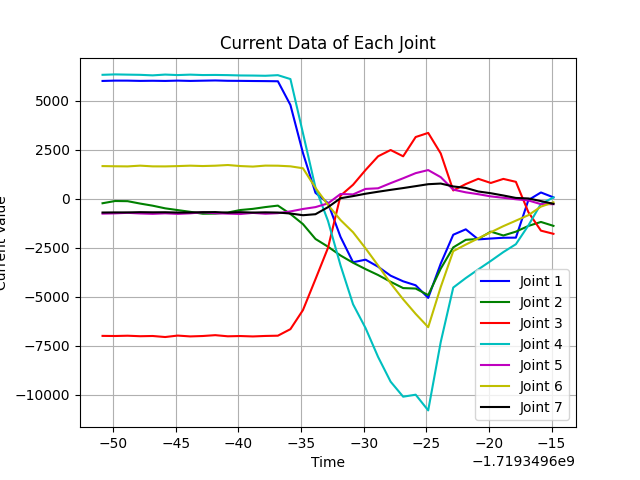 Current Data of Each Joint
5000
2500
0
−2500
−5000
−7500
−10000
Current Value
−50
−45
−40
−35
−30
−25
−20
−15
−1.7193496e9
Time
Joint 1
Joint 2
Joint 3
Joint 4
Joint 5
Joint 6
Joint 7